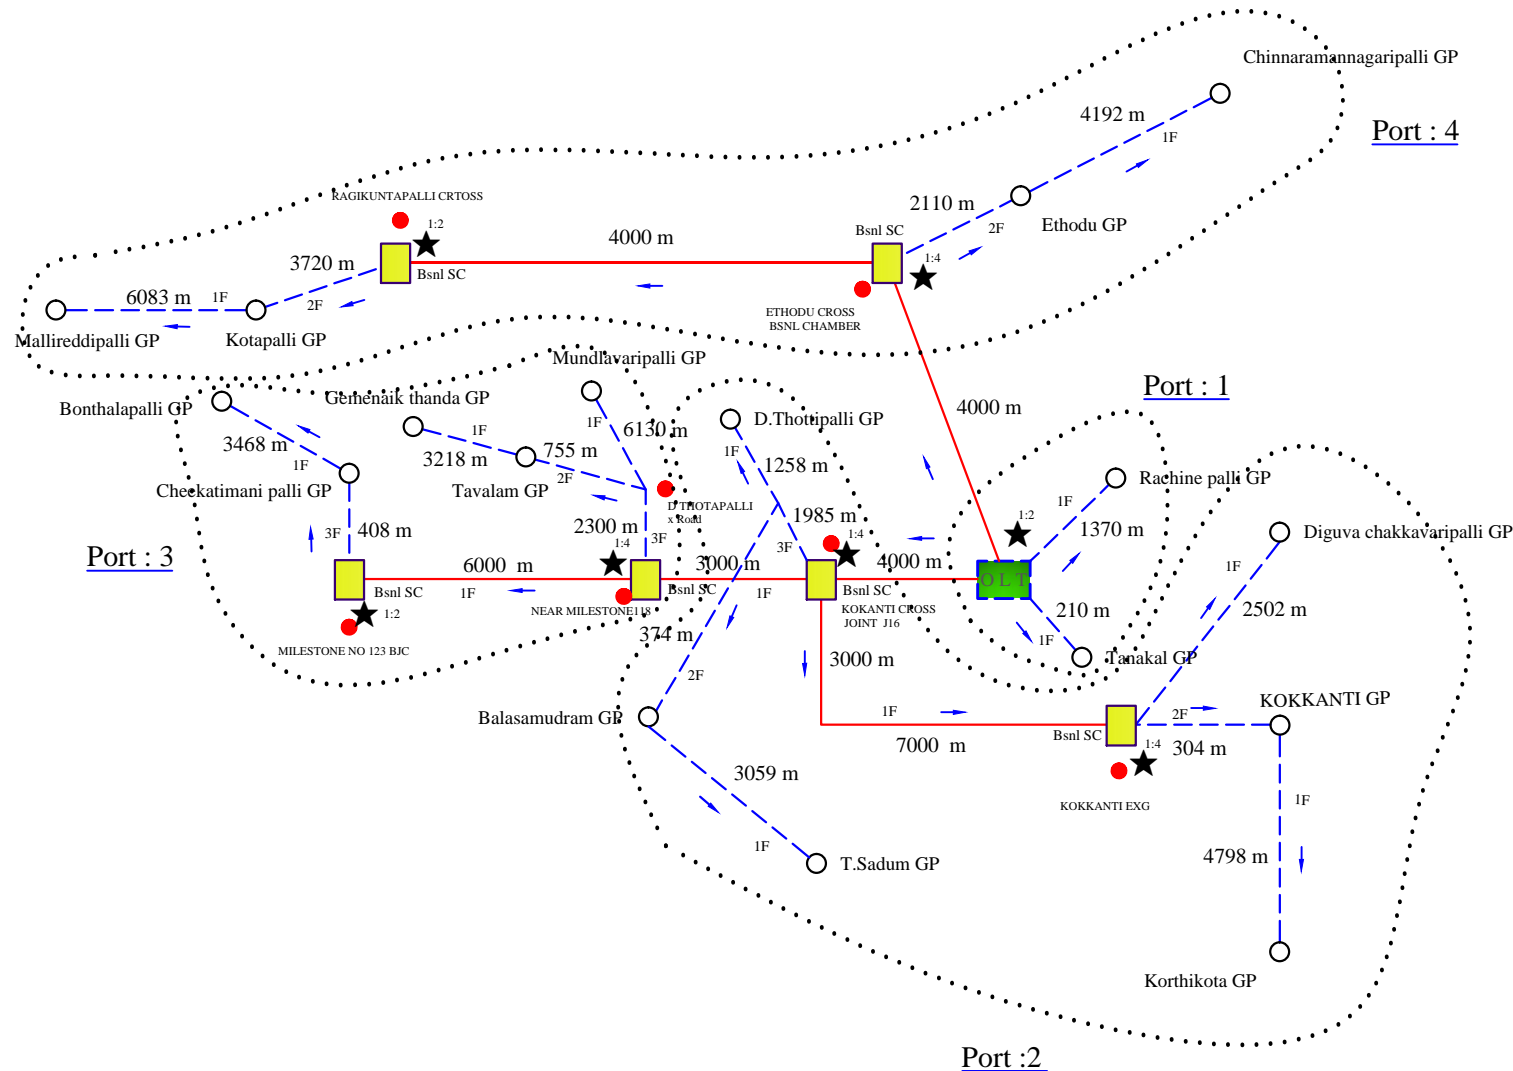 Chinnaramannagaripalli GP
4192 m
1F
Port : 4
RAGIKUNTAPALLI CRTOSS
1:2
2110 m
2F
Ethodu GP
Bsnl SC
1:4
4000 m
Bsnl SC
3720 m
2F
6083 m
1F
Mallireddipalli GP
Kotapalli GP
ETHODU CROSS
BSNL CHAMBER
Mundlavaripalli GP
Port : 1
Bonthalapalli GP
Gemenaik thanda GP
D.Thottipalli GP
4000 m
1F
6130 m
1F
3468 m
1F
1F
3218 m
755 m
2F
1F
1258 m
Rachine palli GP
1F
1370 m
Cheekatimani palli GP
Tavalam GP
D THOTAPALLI
x Road
1985 m
3F
1:4
1:2
Diguva chakkavaripalli GP
3F
408 m
2300 m
3F
1:4
Port : 3
6000 m
1F
3000 m
1F
4000 m
O L T
Bsnl SC
1:2
Bsnl SC
Bsnl SC
1F
2502 m
NEAR MILESTONE118
KOKANTI CROSS
JOINT J16
210 m
1F
374 m
MILESTONE NO 123 BJC
2F
3000 m
Tanakal GP
Balasamudram GP
1F
7000 m
Bsnl SC
1:4
2F
304 m
KOKKANTI GP
3059 m
1F
KOKKANTI EXG
1F
T.Sadum GP
4798 m
Korthikota GP
Port :2